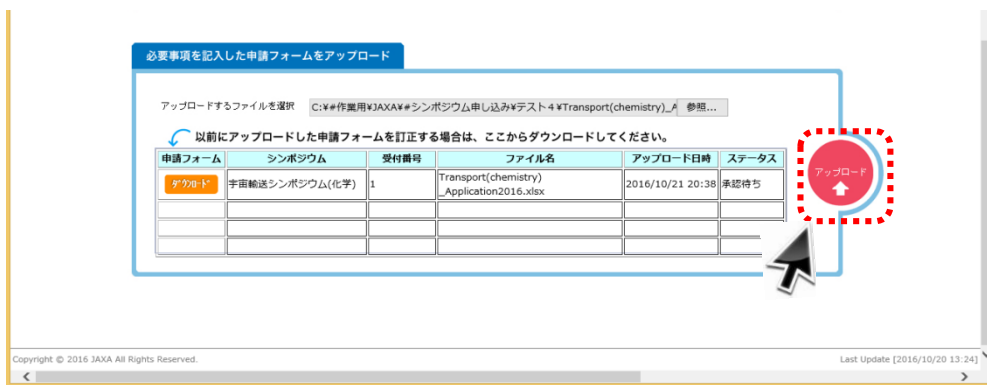 必要事項を記入した申請フォームをアップロード
アップロードするファイルを選択 C:¥#作業用¥JAXA¥#シンポジウム申し込み¥テスト4¥Transport(chemistry)_A 参照...
以前にアップロードした申請フォームを訂正する場合は、ここからダウンロードしてください。
申請フォーム シンポジウム 受付番号 ファイル名 アップロード日時 ステータス
ダウンロード 宇宙輸送シンポジウム(化学) 1 Transport(chemistry)
_Application2016.xlsx 2016/10/21 20:38 承認待ち
アップロード
Copyright © 2016 JAXA All Rights Reserved. Last Update [2016/10/20 13:24]